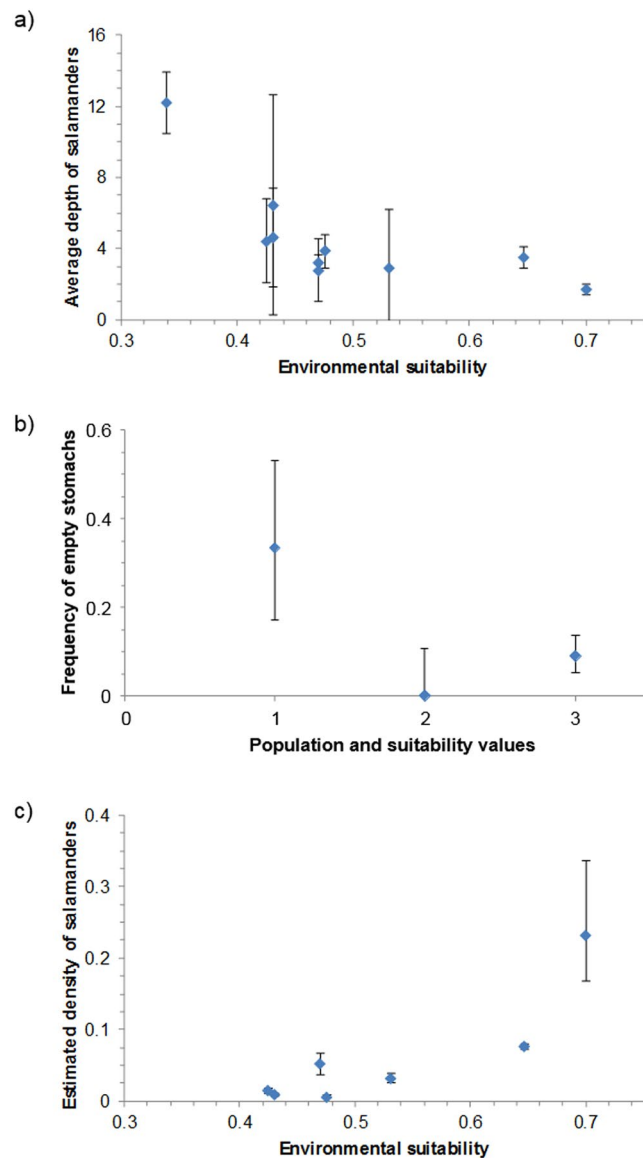 a)
Average depth of salamanders
16
12
8
4
0
0.3 0.4 0.5 0.6 0.7
Environmental suitability
b)
Frequency of empty stomachs
0.6
0.4
0.2
0
0 1 2 3
Population and suitability values
c)
Estimated density of salamanders
0.4
0.3
0.2
0.1
0
0.3 0.4 0.5 0.6 0.7
Environmental suitability